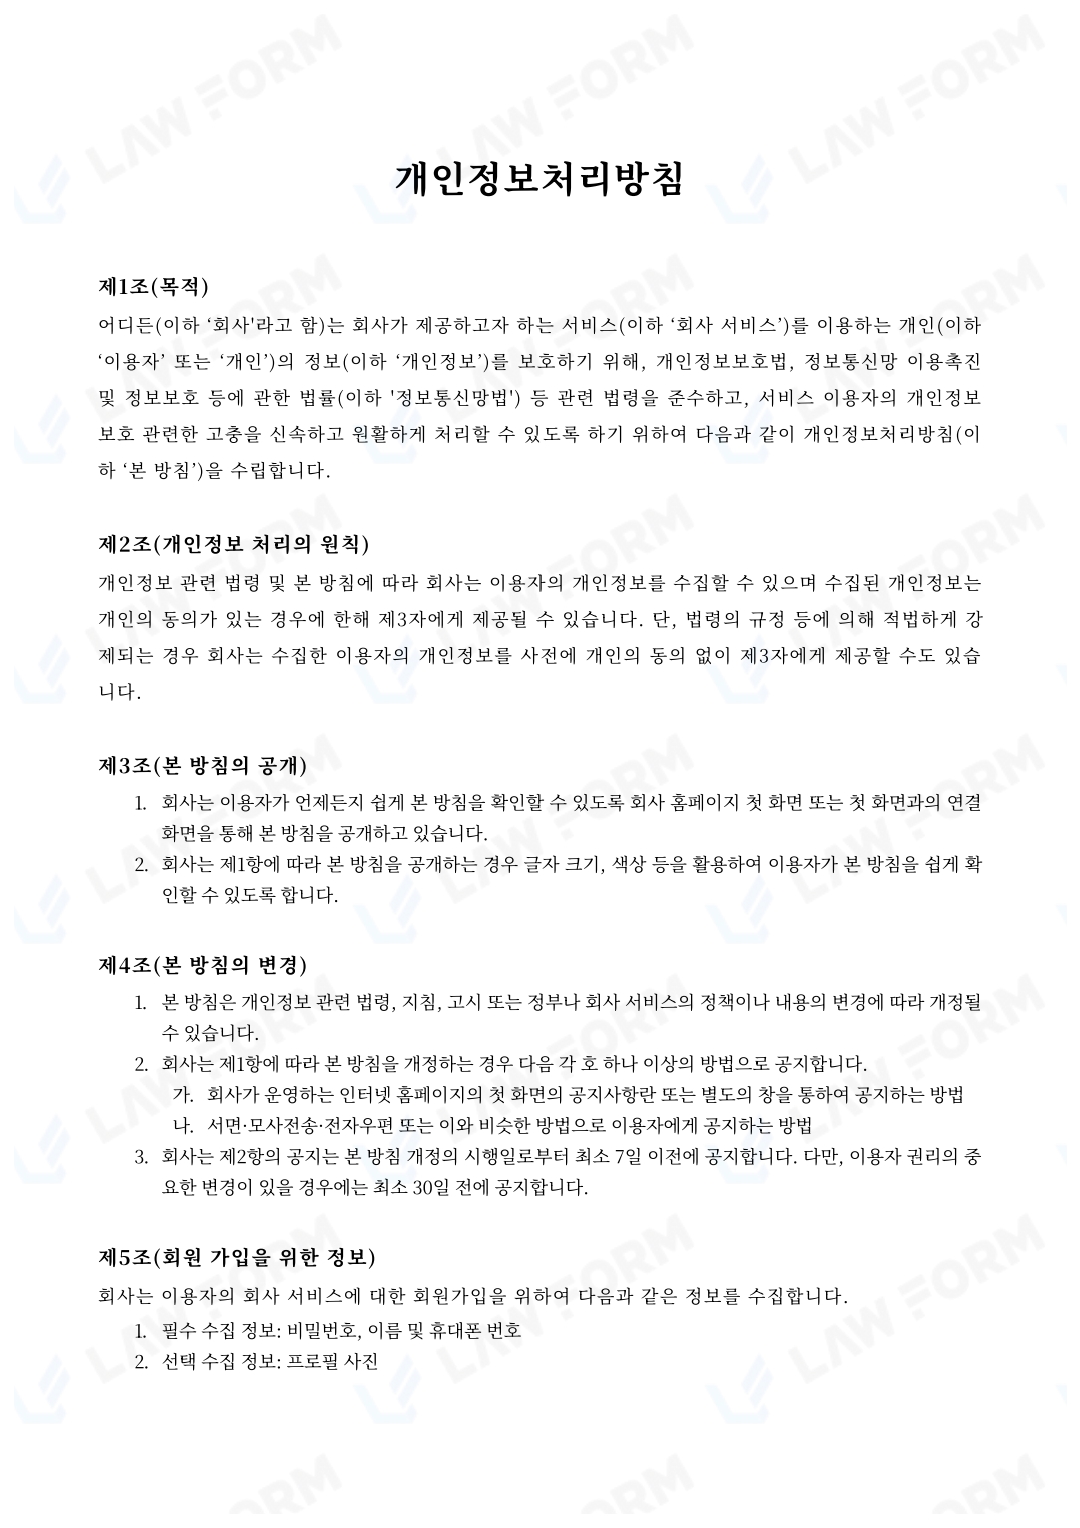 개인정보처리방침
제1조(목적)
어디든(이하 ‘회사'라고 함)는 회사가 제공하고자 하는 서비스(이하 ‘회사 서비스’)를 이용하는 개인(이하
‘이용자’ 또는 ‘개인’)의 정보(이하 ‘개인정보’)를 보호하기 위해, 개인정보보호법, 정보통신망 이용촉진
및 정보보호 등에 관한 법률(이하 '정보통신망법') 등 관련 법령을 준수하고, 서비스 이용자의 개인정보
보호 관련한 고충을 신속하고 원활하게 처리할 수 있도록 하기 위하여 다음과 같이 개인정보처리방침(이
하 ‘본 방침’)을 수립합니다.
제2조(개인정보 처리의 원칙)
개인정보 관련 법령 및 본 방침에 따라 회사는 이용자의 개인정보를 수집할 수 있으며 수집된 개인정보는
개인의 동의가 있는 경우에 한해 제3자에게 제공될 수 있습니다. 단, 법령의 규정 등에 의해 적법하게 강
제되는 경우 회사는 수집한 이용자의 개인정보를 사전에 개인의 동의 없이 제3자에게 제공할 수도 있습
니다.
제3조(본 방침의 공개)
1. 회사는 이용자가 언제든지 쉽게 본 방침을 확인할 수 있도록 회사 홈페이지 첫 화면 또는 첫 화면과의 연결
화면을 통해 본 방침을 공개하고 있습니다.
2. 회사는 제1항에 따라 본 방침을 공개하는 경우 글자 크기, 색상 등을 활용하여 이용자가 본 방침을 쉽게 확
인할 수 있도록 합니다.
제4조(본 방침의 변경)
1. 본 방침은 개인정보 관련 법령, 지침, 고시 또는 정부나 회사 서비스의 정책이나 내용의 변경에 따라 개정될
수 있습니다.
2. 회사는 제1항에 따라 본 방침을 개정하는 경우 다음 각 호 하나 이상의 방법으로 공지합니다.
가. 회사가 운영하는 인터넷 홈페이지의 첫 화면의 공지사항란 또는 별도의 창을 통하여 공지하는 방법
나. 서면·모사전송·전자우편 또는 이와 비슷한 방법으로 이용자에게 공지하는 방법
3. 회사는 제2항의 공지는 본 방침 개정의 시행일로부터 최소 7일 이전에 공지합니다. 다만, 이용자 권리의 중
요한 변경이 있을 경우에는 최소 30일 전에 공지합니다.
제5조(회원 가입을 위한 정보)
회사는 이용자의 회사 서비스에 대한 회원가입을 위하여 다음과 같은 정보를 수집합니다.
1. 필수 수집 정보: 비밀번호, 이름 및 휴대폰 번호
2. 선택 수집 정보: 프로필 사진